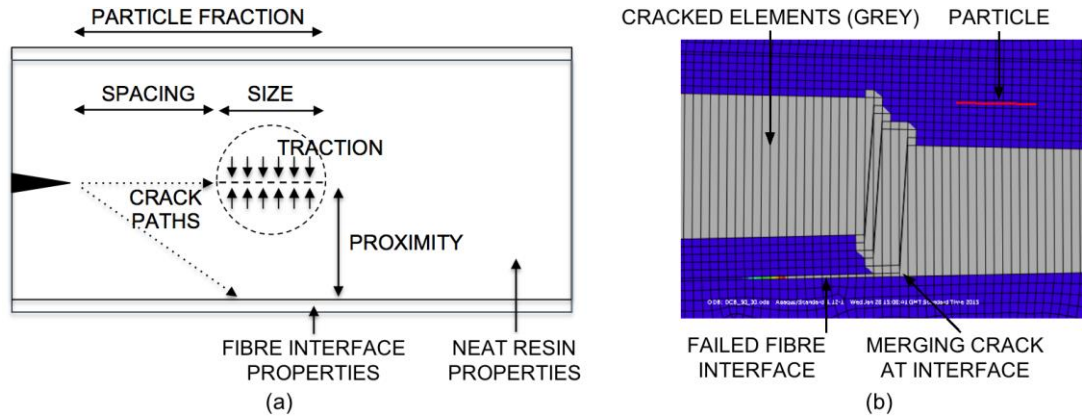 PARTICLE FRACTION
SPACING
SIZE
TRACTION
CRACK
PATHS
PROXIMITY
FIBRE INTERFACE
PROPERTIES
NEAT RESIN
PROPERTIES
(a)
CRACKED ELEMENTS (GREY)
PARTICLE
FAILED FIBRE
INTERFACE
MERGING CRACK
AT INTERFACE
(b)